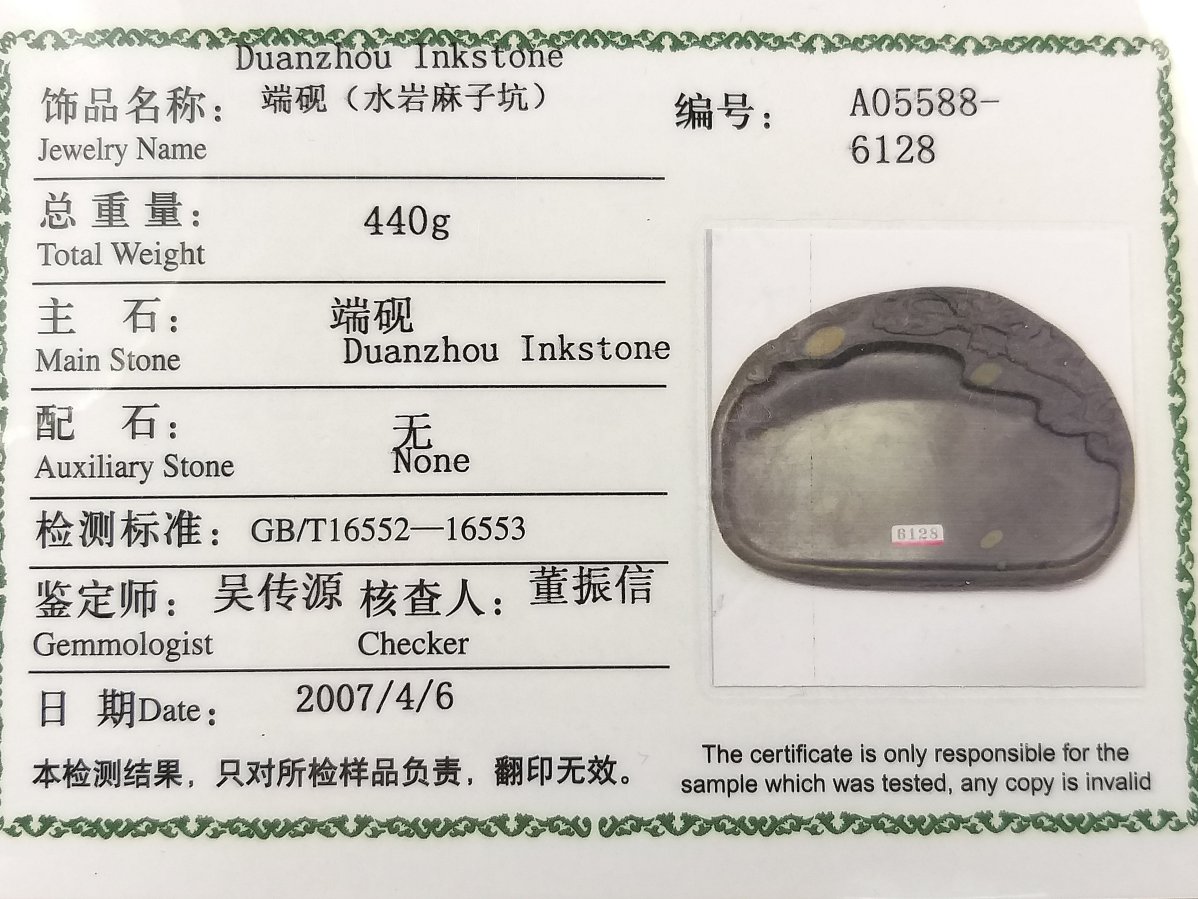 Duanzhou Inkstone
饰品名称： 端砚（水岩麻子坑）
Jewelry Name
编号： A05588-
6128
总重量： 440g
Total Weight
主 石： 端砚
Main Stone Duanzhou Inkstone
配 石： 无
Auxiliary Stone None
检测标准： GB/T16552—16553
鉴定师： 吴传源 核查人： 董振信
Gemmologist Checker
日 期Date： 2007/4/6
本检测结果，只对所检样品负责，翻印无效。
6128
The certificate is only responsible for the
sample which was tested, any copy is invalid